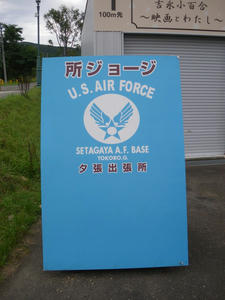 100m先
吉永小百合
～映画とわたし～
所ジョージ
U.S. AIR FORCE
SETAGAYA A.F. BASE
YOKOBO.G.
夕張出張所